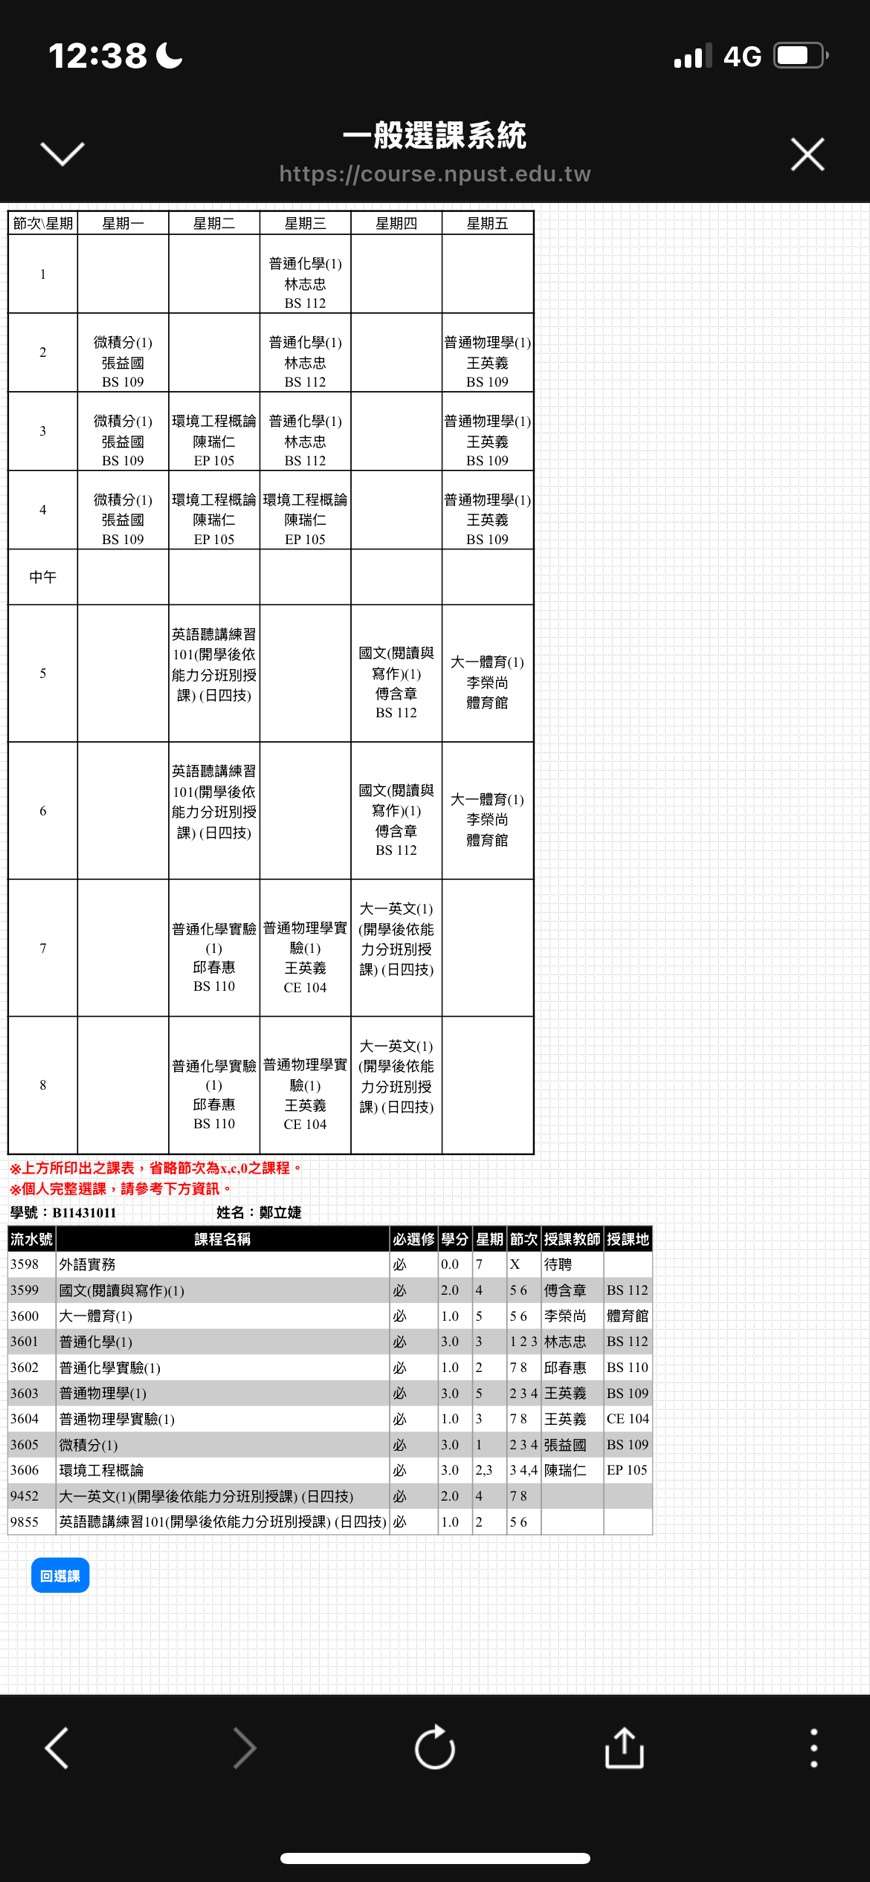 12:38
4G
一般選課系統
https://course.npust.edu.tw
節次\星期 星期一 星期二 星期三 星期四 星期五
1
普通化學(1)
林志忠
BS 112
2
微積分(1)
張益國
BS 109
普通化學(1)
林志忠
BS 112
普通物理學(1)
王英義
BS 109
3
微積分(1)
張益國
BS 109
環境工程概論
陳瑞仁
EP 105
普通化學(1)
林志忠
BS 112
普通物理學(1)
王英義
BS 109
4
微積分(1)
張益國
BS 109
環境工程概論
陳瑞仁
EP 105
環境工程概論
陳瑞仁
EP 105
普通物理學(1)
王英義
BS 109
中午
5
英語聽講練習
101(開學後依
能力分班別授
課) (日四技)
國文(閱讀與
寫作)(1)
傅含章
BS 112
大一體育(1)
李榮尚
體育館
6
英語聽講練習
101(開學後依
能力分班別授
課) (日四技)
國文(閱讀與
寫作)(1)
傅含章
BS 112
大一體育(1)
李榮尚
體育館
7
普通化學實驗
(1)
邱春惠
BS 110
普通物理學實
驗(1)
王英義
CE 104
大一英文(1)
(開學後依能
力分班別授
課) (日四技)
8
普通化學實驗
(1)
邱春惠
BS 110
普通物理學實
驗(1)
王英義
CE 104
大一英文(1)
(開學後依能
力分班別授
課) (日四技)
※上方所印出之課表，省略節次為x,c,0之課程。
※個人完整選課，請參考下方資訊。
學號：B11431011 姓名：鄭立婕
流水號 課程名稱 必選修 學分 星期 節次 授課教師 授課地
3598 外語實務 必 0.0 7 X 待聘
3599 國文(閱讀與寫作)(1) 必 2.0 4 5 6 傅含章 BS 112
3600 大一體育(1) 必 1.0 5 5 6 李榮尚 體育館
3601 普通化學(1) 必 3.0 3 1 2 3 林志忠 BS 112
3602 普通化學實驗(1) 必 1.0 2 7 8 邱春惠 BS 110
3603 普通物理學(1) 必 3.0 5 2 3 4 王英義 BS 109
3604 普通物理學實驗(1) 必 1.0 3 7 8 王英義 CE 104
3605 微積分(1) 必 3.0 1 2 3 4 張益國 BS 109
3606 環境工程概論 必 3.0 2,3 3 4,4 陳瑞仁 EP 105
9452 大一英文(1)(開學後依能力分班別授課) (日四技) 必 2.0 4 7 8
9855 英語聽講練習101(開學後依能力分班別授課) (日四技) 必 1.0 2 5 6
回選課